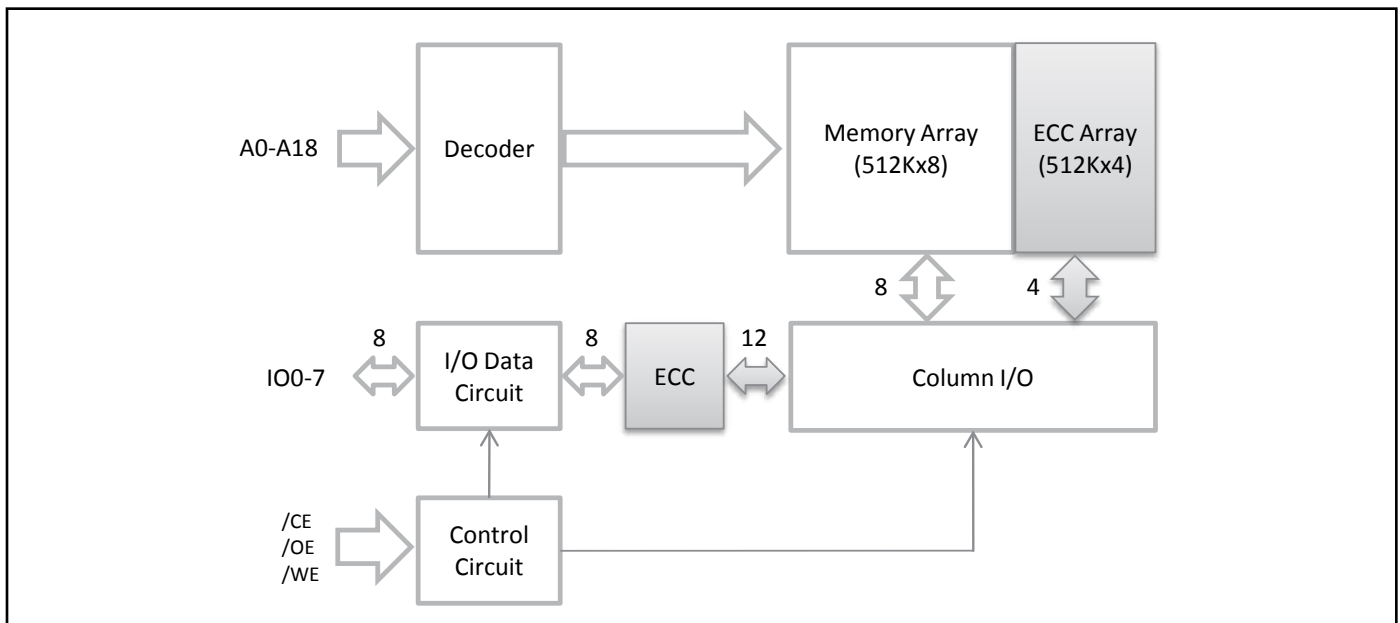 A0-A18
Decoder
Memory Array
(512Kx8)
ECC Array
(512Kx4)
8
4
IO0-7
8
I/O Data
Circuit
8
ECC
12
Column I/O
/CE
/OE
/WE
Control
Circuit